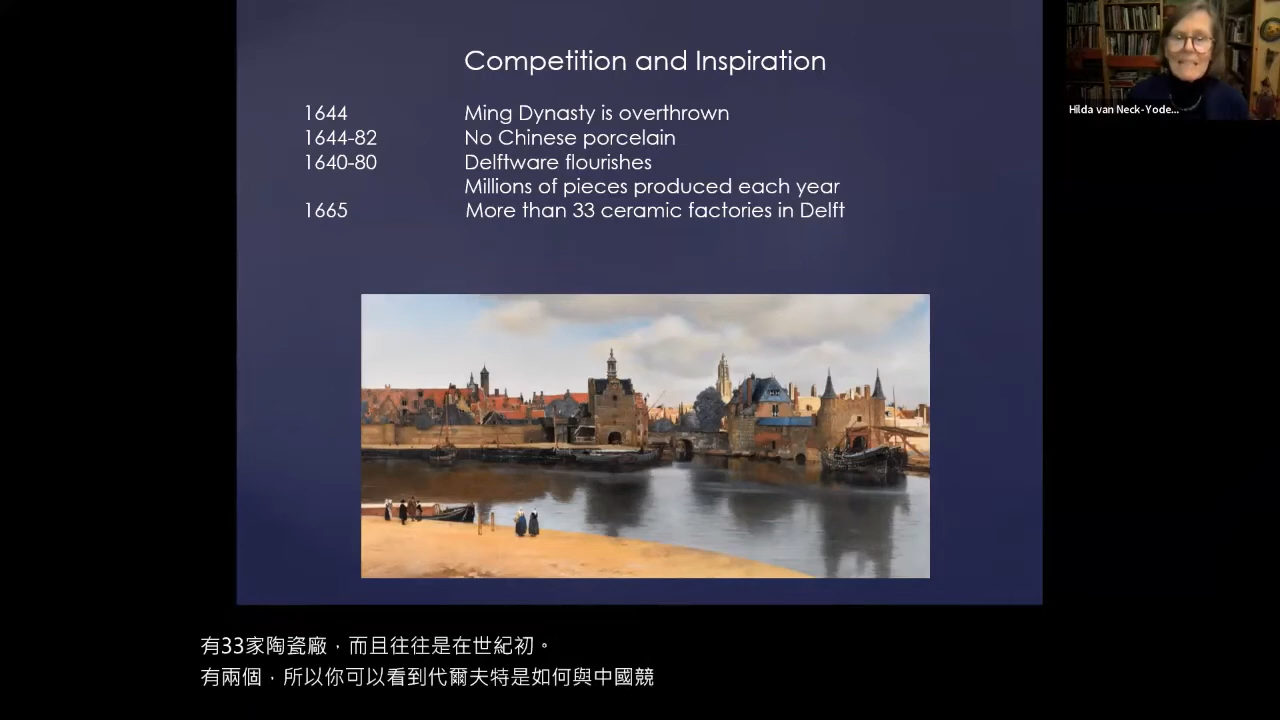 Competition and Inspiration
1644 Ming Dynasty is overthrown
1644-82 No Chinese porcelain
1640-80 Delftware flourishes
Millions of pieces produced each year
1665 More than 33 ceramic factories in Delft
Hilda van Neck-Yode...
有33家陶瓷廠，而且往往是在世紀初。
有兩個，所以你可以看到代爾夫特是如何與中國競